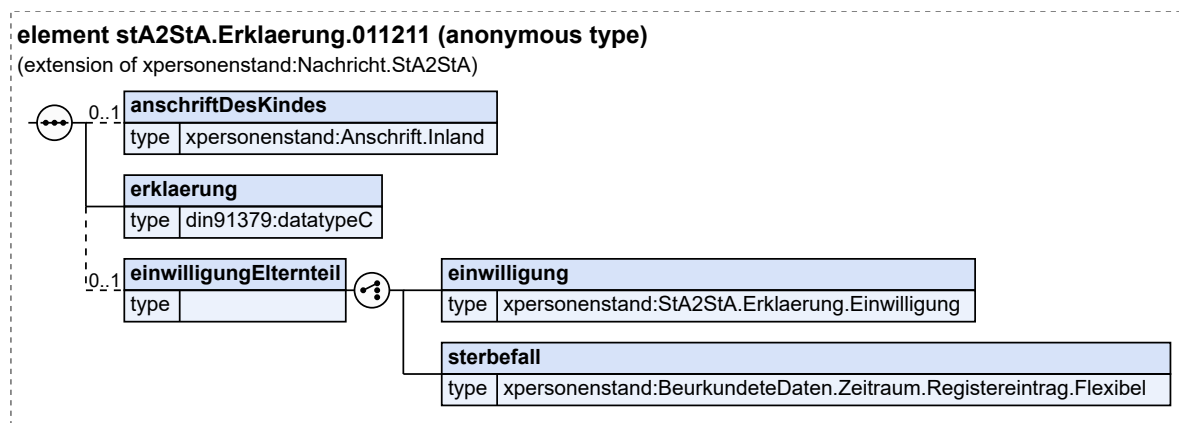 element stA2StA.Erklaerung.011211 (anonymous type)
(extension of xpersonenstand:Nachricht.StA2StA)
0..1
anschriftDesKindes
type xpersonenstand:Anschrift.Inland
erklaerung
type din91379:datatypeC
0..1
einwilligungElternteil
type
einwilligung
type xpersonenstand:StA2StA.Erklaerung.Einwilligung
sterbefall
type xpersonenstand:BeurkundeteDaten.Zeitraum.Registereintrag.Flexibel